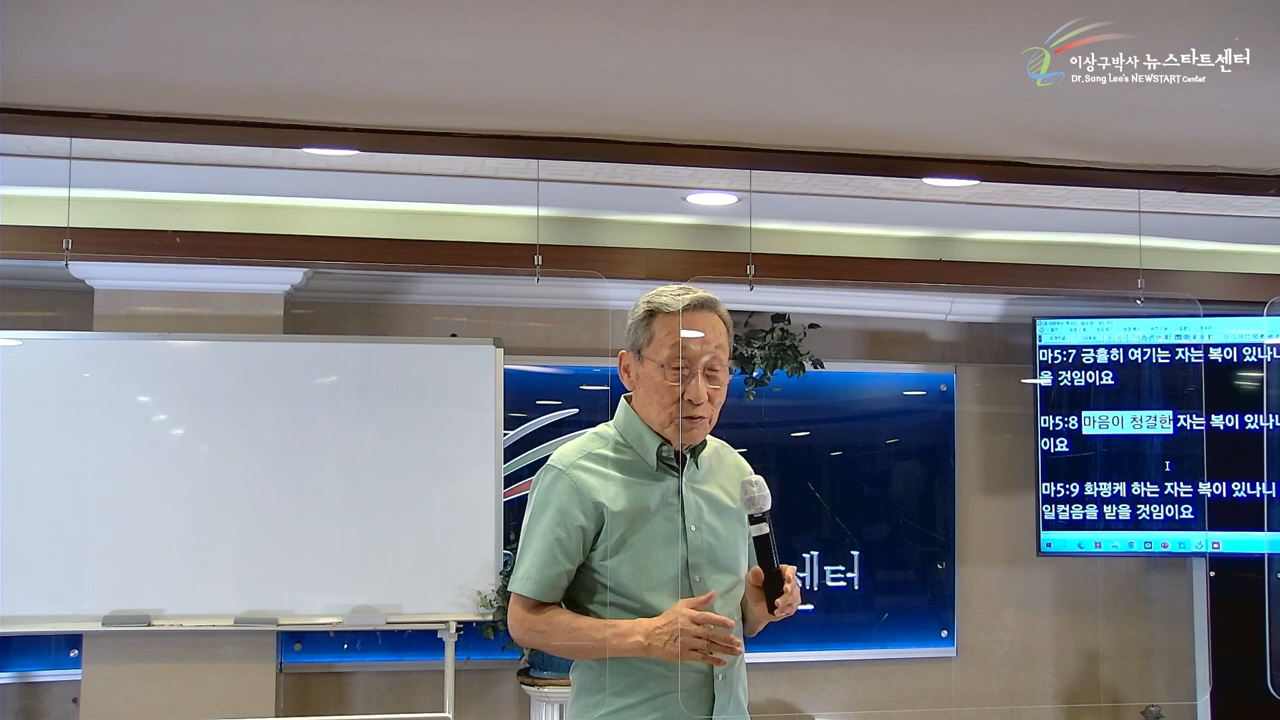 이상구박사 뉴스타트센터
Dr. Sang Lee's NEWSTART Center
마5:7 긍휼히 여기는 자는 복이 있나니
을 것임이요
마5:8 마음이 청결한 자는 복이 있나니
이요
마5:9 화평케 하는 자는 복이 있나니
일컬음을 받을 것임이요
센터